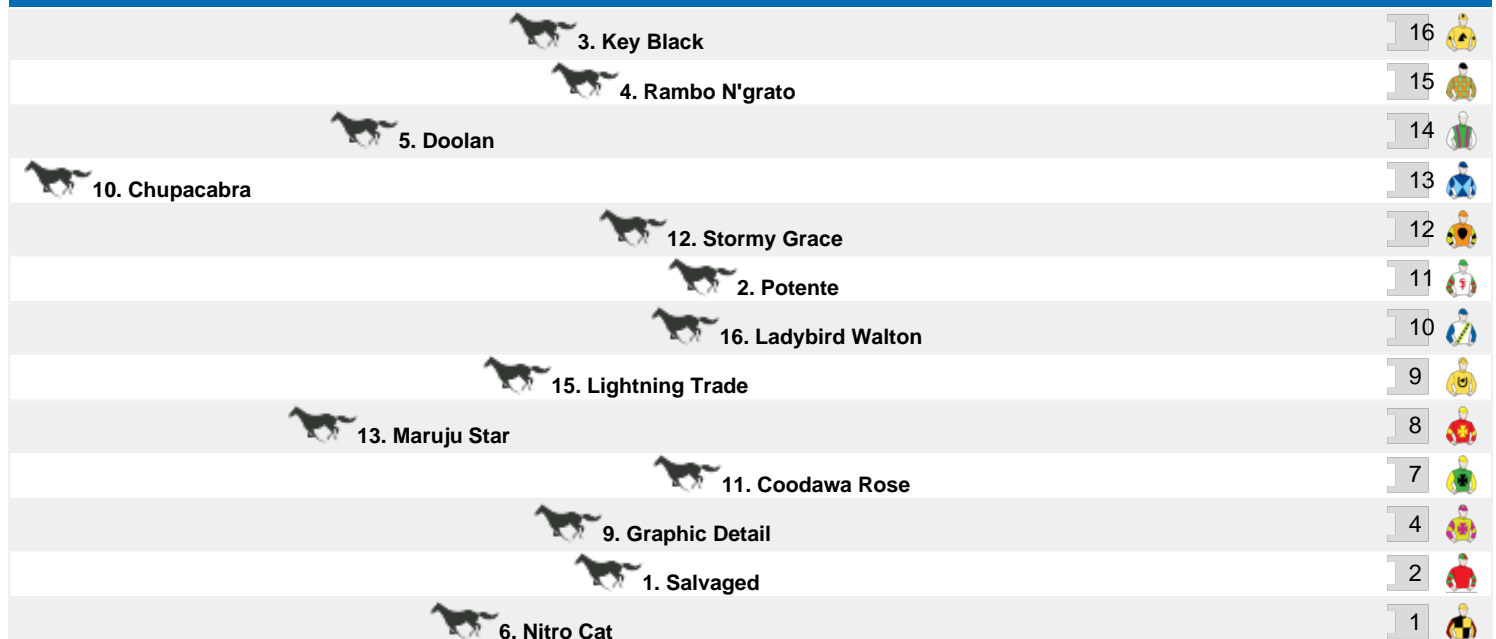 3. Key Black 16
4. Rambo N'grato 15
5. Doolan 14
10. Chupacabra 13
12. Stormy Grace 12
2. Potente 11
16. Ladybird Walton 10
15. Lightning Trade 9
13. Maruju Star 8
11. Coodawa Rose 7
9. Graphic Detail 4
1. Salvaged 2
6. Nitro Cat 1